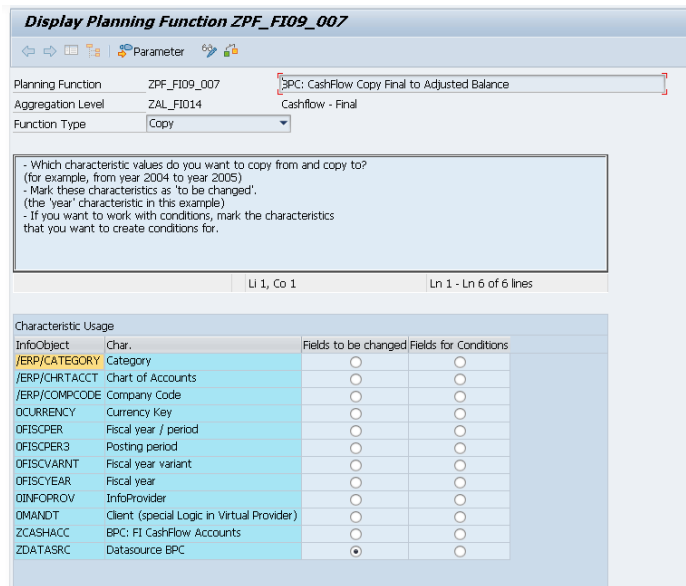 Display Planning Function ZPF_FI09_007
Parameter
Planning Function ZPF_FI09_007 BPC: CashFlow Copy Final to Adjusted Balance
Aggregation Level ZAL_FI014 Cashflow - Final
Function Type Copy
- Which characteristic values do you want to copy from and copy to?
(for example, from year 2004 to year 2005)
- Mark these characteristics as 'to be changed'.
(the 'year' characteristic in this example)
- If you want to work with conditions, mark the characteristics
that you want to create conditions for.
Li 1, Co 1 Ln 1 - Ln 6 of 6 lines
Characteristic Usage
InfoObject Char. Fields to be changed Fields for Conditions
/ERP/CATEGORY Category
/ERP/CHRTACCT Chart of Accounts
/ERP/COMPCODE Company Code
0CURRENCY Currency Key
0FISCPER Fiscal year / period
0FISCPER3 Posting period
0FISCVARNT Fiscal year variant
0FISCYEAR Fiscal year
0INFOPROV InfoProvider
0MANDT Client (special Logic in Virtual Provider)
ZCASHACC BPC: FI CashFlow Accounts
ZDATASRC Datasource BPC